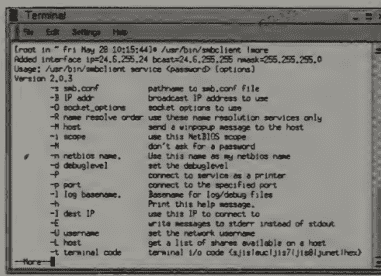 Terminal
File Edit Settings Help
[root in ~ Fri May 28 10:15:44]# /usr/bin/smbclient |more
Added interface ip=24.6.255.24 bcast=24.6.255.255 nmask=255.255.255.0
Usage: /usr/bin/smbclient service <password> [options]
Version 2.0.3
-s smb.conf pathname to smb.conf file
-B IP addr broadcast IP address to use
-O socket_options socket options to use
-R name resolve order use these name resolution services only
-M host send a winpopup message to the host
-i scope use this NetBIOS scope
-N don't ask for a password
-n netbios name. Use this name as my netbios name
-d debuglevel set the debuglevel
-P connect to service as a printer
-p port connect to the specified port
-l log basename. Basename for log/debug files
-h Print this help message.
-I dest IP use this IP to connect to
-E write messages to stderr instead of stdout
-U username set the network username
-L host get a list of shares available on a host
-t terminal code terminal i/o code {sjis|euc|jis7|jis8|junet|hex}
--More--